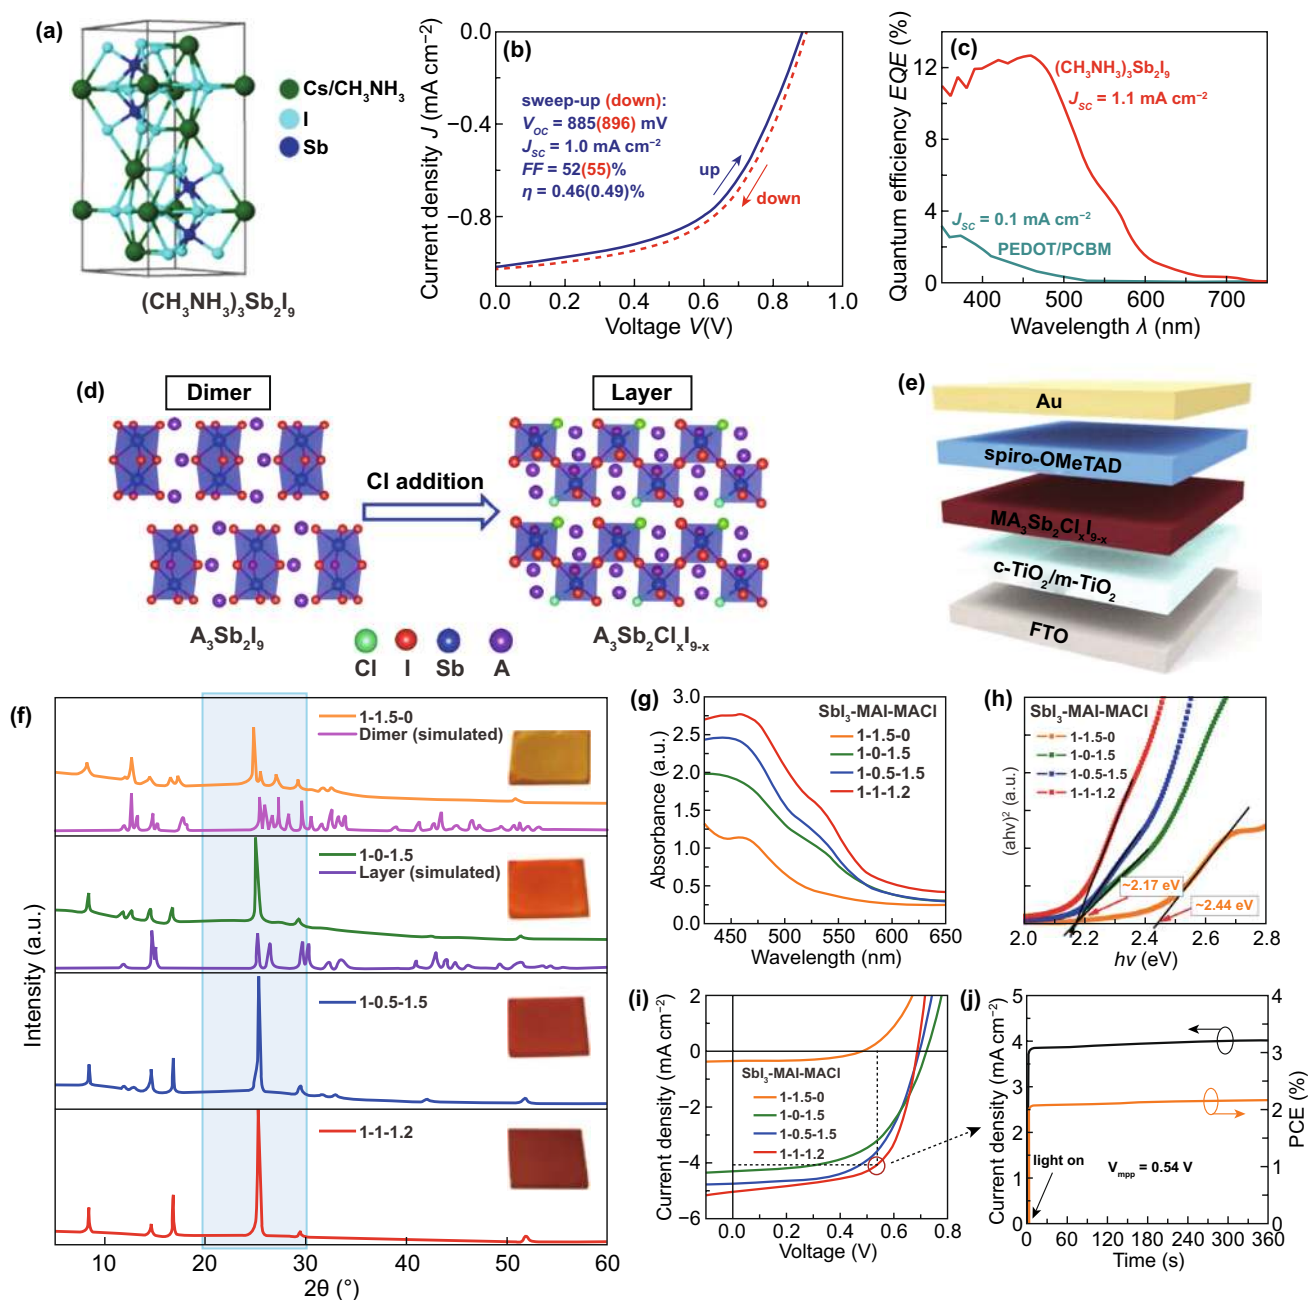 (a)
Cs/CH₃NH₃
I
Sb
(CH₃NH₃)₃Sb₂I₉
(b)
Current density J (mA cm⁻²)
0.0
−0.4
−0.8
sweep-up (down):
V_OC = 885(896) mV
J_SC = 1.0 mA cm⁻²
FF = 52(55)%
η = 0.46(0.49)%
up
down
0.0 0.2 0.4 0.6 0.8 1.0
Voltage V(V)
(c)
Quantum efficiency EQE (%)
12
8
4
0
(CH₃NH₃)₃Sb₂I₉
J_SC = 1.1 mA cm⁻²
J_SC = 0.1 mA cm⁻²
PEDOT/PCBM
400 500 600 700
Wavelength λ (nm)
(d)
Dimer
Layer
Cl addition
A₃Sb₂I₉
A₃Sb₂ClₓI₉₋ₓ
Cl I Sb A
(e)
Au
spiro-OMeTAD
MA₃Sb₂ClₓI₉₋ₓ
c-TiO₂/m-TiO₂
FTO
(f)
Intensity (a.u.)
1-1.5-0
Dimer (simulated)
1-0-1.5
Layer (simulated)
1-0.5-1.5
1-1-1.2
10 20 30 40 50 60
2θ (°)
(g)
Absorbance (a.u.)
3.0
2.5
2.75
2.0
1.5
1.0
0.5
0.0
SbI₃-MAI-MACl
1-1.5-0
1-0-1.5
1-0.5-1.5
1-1-1.2
450 475 525 550 600 650
Wavelength (nm)
(h)
(ahv)² (a.u.)
SbI₃-MAI-MACl
1-1.5-0
1-0-1.5
1-0.5-1.5
1-1-1.2
~2.17 eV
~2.44 eV
2.0 2.2 2.4 2.6 2.8
hv (eV)
(i)
Current density (mA cm⁻²)
2
0
−2
−4
−6
SbI₃-MAI-MACl
1-1.5-0
1-0-1.5
1-0.5-1.5
1-1-1.2
0.0 0.2 0.4 0.6 0.8
Voltage (V)
(j)
Current density (mA cm⁻²)
5
4
3
2
1
0
light on
V_mpp = 0.54 V
4
3
2
1
0
PCE (%)
0 60 120 180 240 300 360
Time (s)